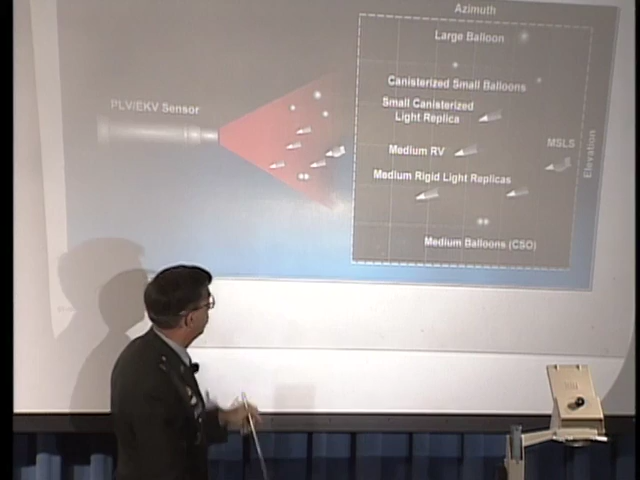 Azimuth
Large Balloon
Canisterized Small Balloons
PLV/EKV Sensor
Small Canisterized
Light Replica
MSLS
Medium RV
Elevation
Medium Rigid Light Replicas
Medium Balloons (CSO)